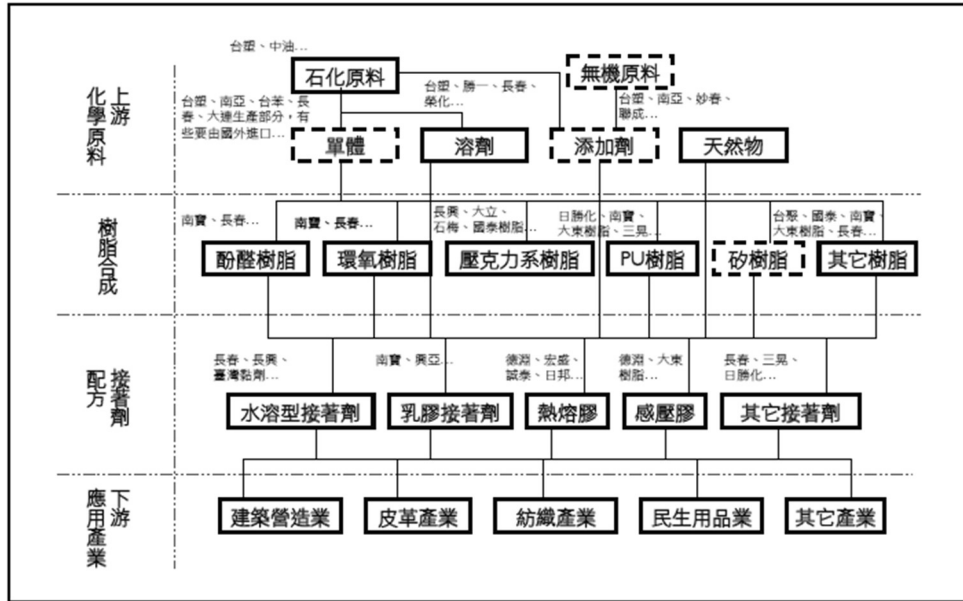 台塑、中油...
石化原料
無機原料
上游
化學原料
台塑、南亞、台苯、長
春、大連生產部分，有
些要由國外進口...
台塑、勝一、長春、
榮化...
台塑、南亞、妙春、
聯成...
單體
溶劑
添加劑
天然物
樹脂合成
南寶、長春...
南寶、長春...
長興、大立、
石梅、國泰樹脂...
日勝化、南寶、
大東樹脂、三晃...
台聚、國泰、南寶、
大東樹脂、長春...
酚醛樹脂
環氧樹脂
壓克力系樹脂
PU樹脂
矽樹脂
其它樹脂
接著劑
配方
長春、長興、
臺灣黏劑...
南寶、興亞...
德淵、宏盛、
誠泰、日邦...
德淵、大東
樹脂...
長春、三晃、
日勝化...
水溶型接著劑
乳膠接著劑
熱熔膠
感壓膠
其它接著劑
下游
應用產業
建築營造業
皮革產業
紡織產業
民生用品業
其它產業